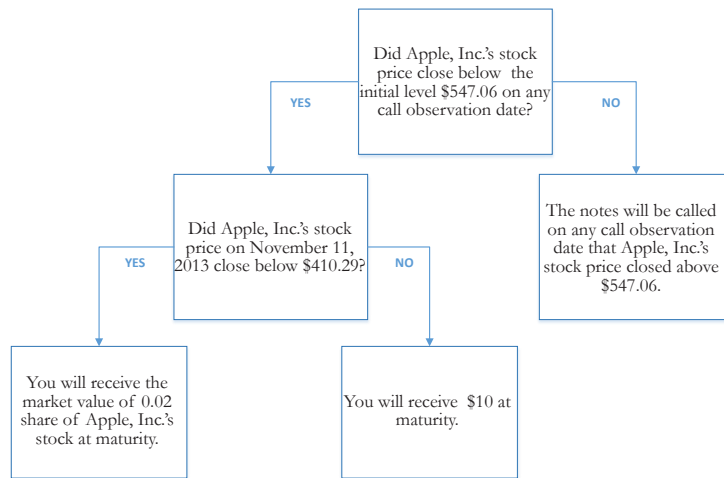 Did Apple, Inc.'s stock
price close below the
initial level $547.06 on any
call observation date?
YES
NO
Did Apple, Inc.'s stock
price on November 11,
2013 close below $410.29?
The notes will be called
on any call observation
date that Apple, Inc.'s
stock price closed above
$547.06.
YES
NO
You will receive the
market value of 0.02
share of Apple, Inc.'s
stock at maturity.
You will receive $10 at
maturity.